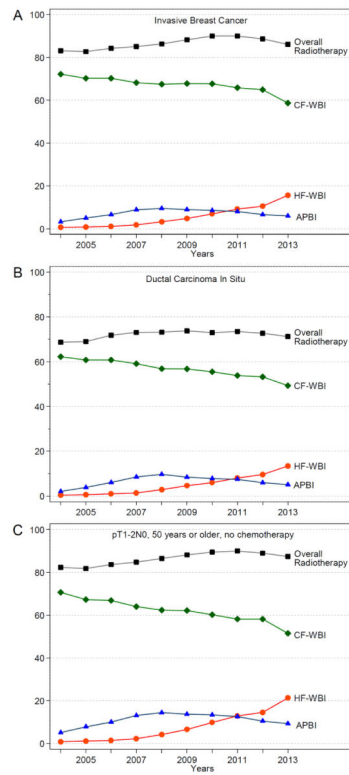 A
Invasive Breast Cancer
100
80
60
40
20
0
Overall
Radiotherapy
CF-WBI
HF-WBI
APBI
2005 2007 2009 2011 2013
Years
B
Ductal Carcinoma In Situ
100
80
60
40
20
0
Overall
Radiotherapy
CF-WBI
HF-WBI
APBI
2005 2007 2009 2011 2013
Years
C
pT1-2N0, 50 years or older, no chemotherapy
100
80
60
40
20
0
Overall
Radiotherapy
CF-WBI
HF-WBI
APBI
2005 2007 2009 2011 2013
Years